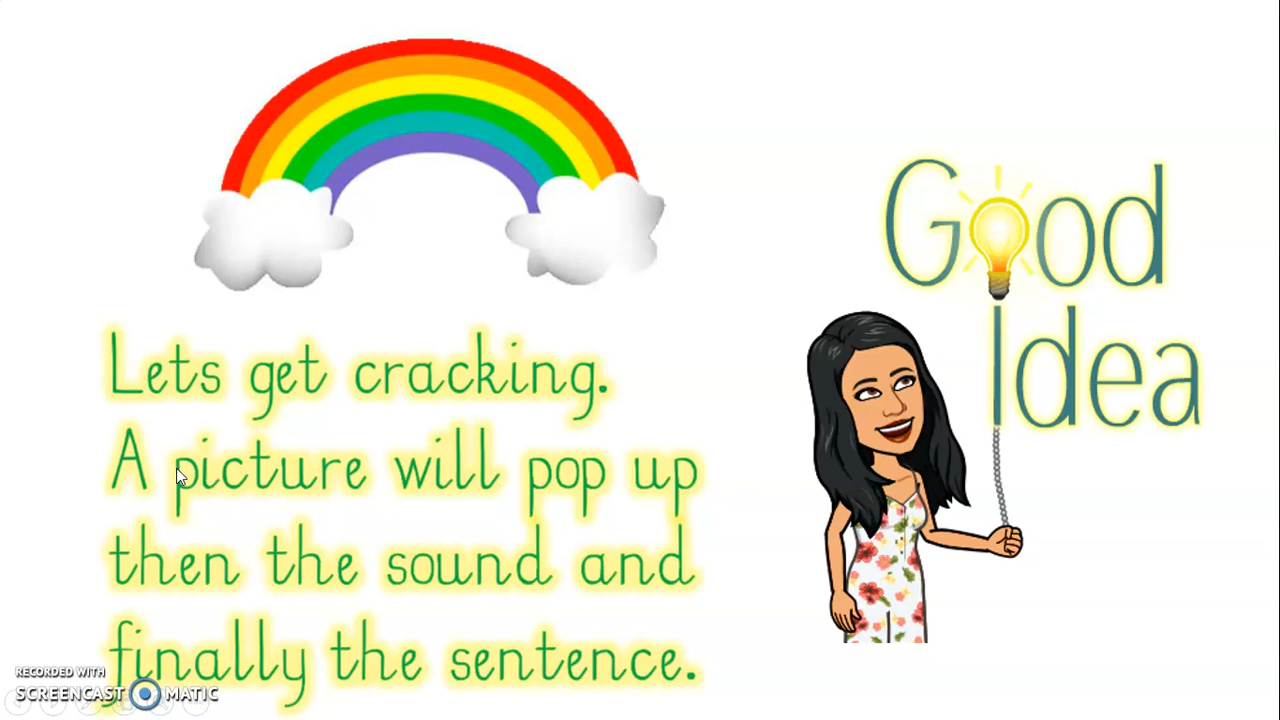 Good
Idea
Lets get cracking.
A picture will pop up
then the sound and
finally the sentence.
RECORDED WITH
SCREENCAST MATIC